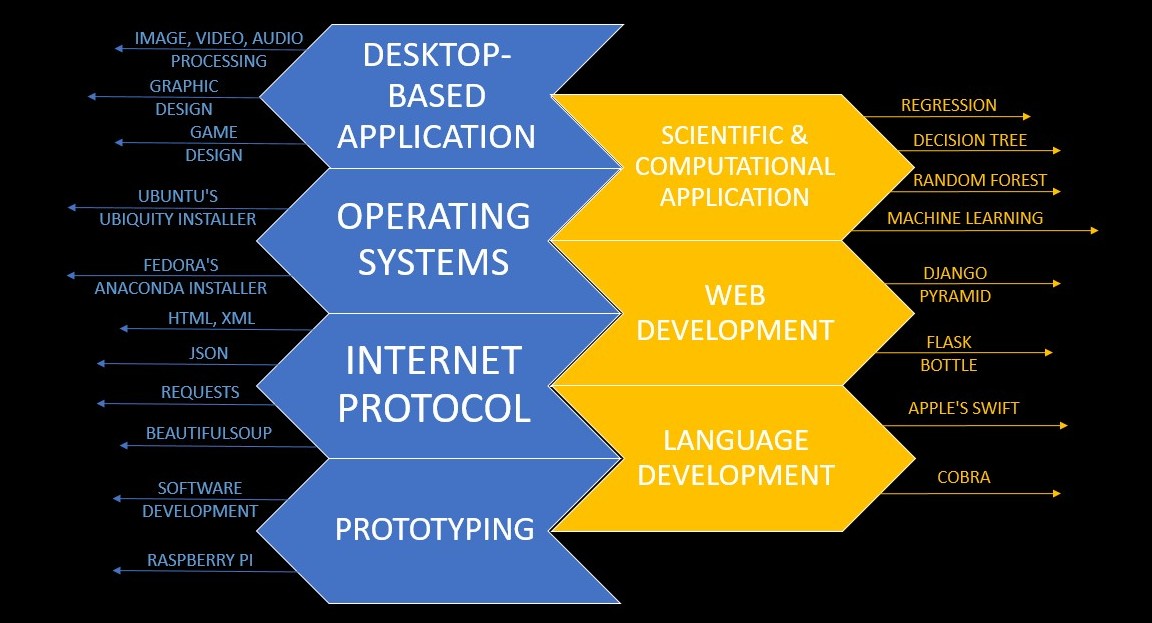 IMAGE, VIDEO, AUDIO
PROCESSING
GRAPHIC
DESIGN
GAME
DESIGN
DESKTOP-
BASED
APPLICATION
UBUNTU'S
UBIQUITY INSTALLER
FEDORA'S
ANACONDA INSTALLER
OPERATING
SYSTEMS
HTML, XML
JSON
REQUESTS
BEAUTIFULSOUP
INTERNET
PROTOCOL
SOFTWARE
DEVELOPMENT
RASPBERRY PI
PROTOTYPING
SCIENTIFIC &
COMPUTATIONAL
APPLICATION
REGRESSION
DECISION TREE
RANDOM FOREST
MACHINE LEARNING
WEB
DEVELOPMENT
DJANGO
PYRAMID
FLASK
BOTTLE
LANGUAGE
DEVELOPMENT
APPLE'S SWIFT
COBRA